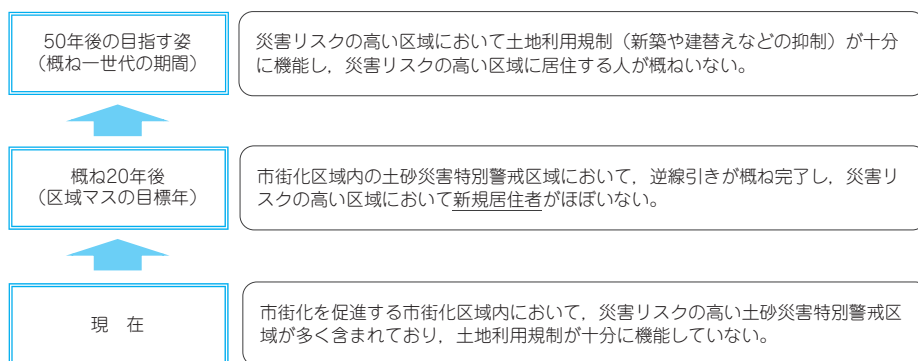 50年後の目指す姿
（概ね一世代の期間）
災害リスクの高い区域において土地利用規制（新築や建替えなどの抑制）が十分
に機能し，災害リスクの高い区域に居住する人が概ねいない。
概ね20年後
（区域マスの目標年）
市街化区域内の土砂災害特別警戒区域において，逆線引きが概ね完了し，災害リ
スクの高い区域において新規居住者がほぼいない。
現　在
市街化を促進する市街化区域内において，災害リスクの高い土砂災害特別警戒区
域が多く含まれており，土地利用規制が十分に機能していない。